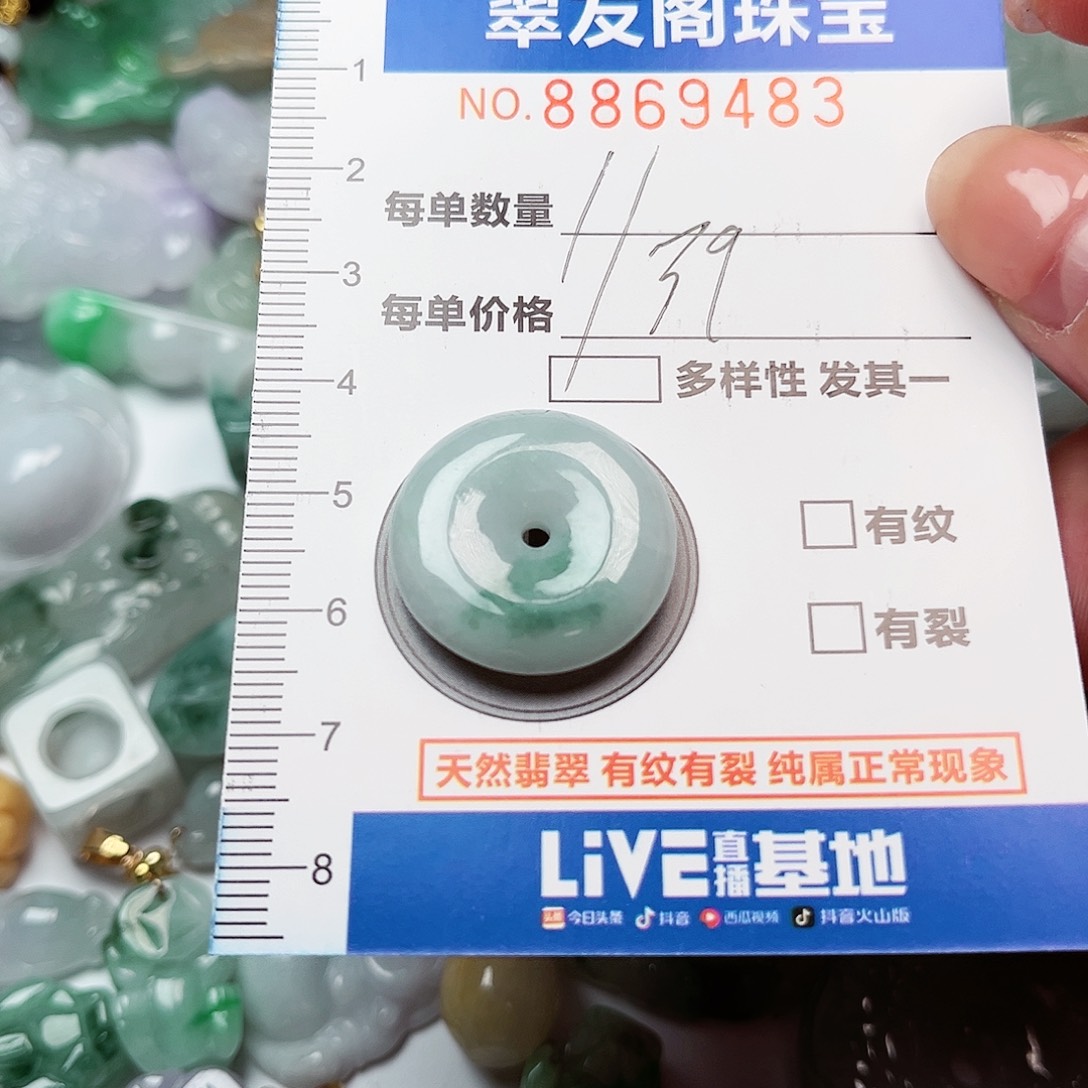 翠友阁珠宝
NO.8869483
每单数量
每单价格
39
多样性 发其一
有纹
有裂
天然翡翠 有纹有裂 纯属正常现象
LiVE直播基地
头条 今日头条 抖音 西瓜视频 抖音火山版
1
2
3
4
5
6
7
8